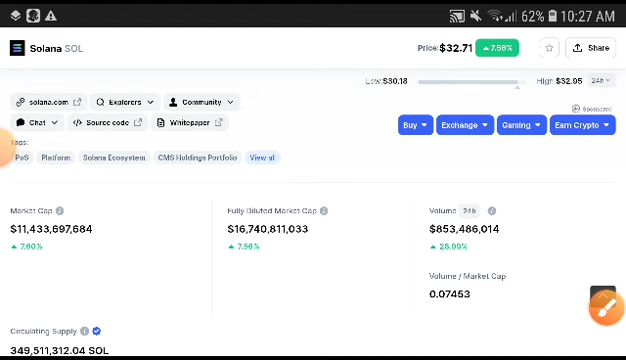 62% 10:27 AM
Solana SOL Price: $32.71 7.56% Share
Low: $30.18 High: $32.95 24h
solana.com Explorers Community
Sponsored
Chat Source code Whitepaper
Buy Exchange Gaming Earn Crypto
Tags:
PoS Platform Solana Ecosystem CMS Holdings Portfolio View all
Market Cap Fully Diluted Market Cap Volume 24h
$11,433,697,684 $16,740,811,033 $853,486,014
7.60% 7.56% 28.99%
Volume / Market Cap
0.07453
Circulating Supply
349,511,312.04 SOL